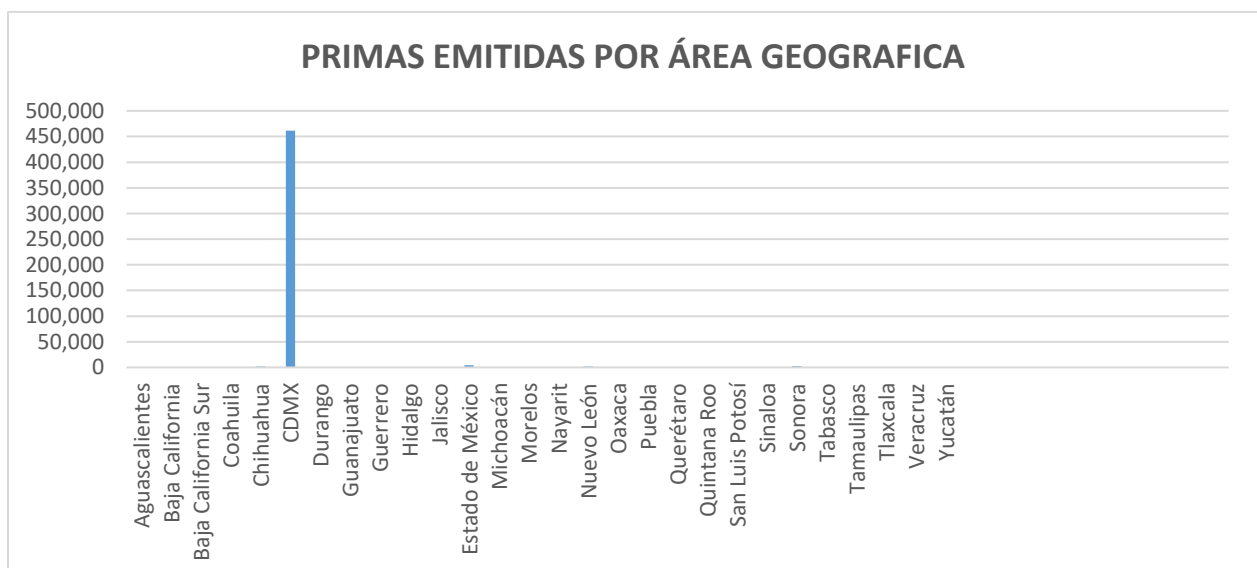 PRIMAS EMITIDAS POR ÁREA GEOGRAFICA
500,000
450,000
400,000
350,000
300,000
250,000
200,000
150,000
100,000
50,000
0
Aguascalientes
Baja California
Baja California Sur
Coahuila
Chihuahua
CDMX
Durango
Guanajuato
Guerrero
Hidalgo
Jalisco
Estado de México
Michoacán
Morelos
Nayarit
Nuevo León
Oaxaca
Puebla
Querétaro
Quintana Roo
San Luis Potosí
Sinaloa
Sonora
Tabasco
Tamaulipas
Tlaxcala
Veracruz
Yucatán